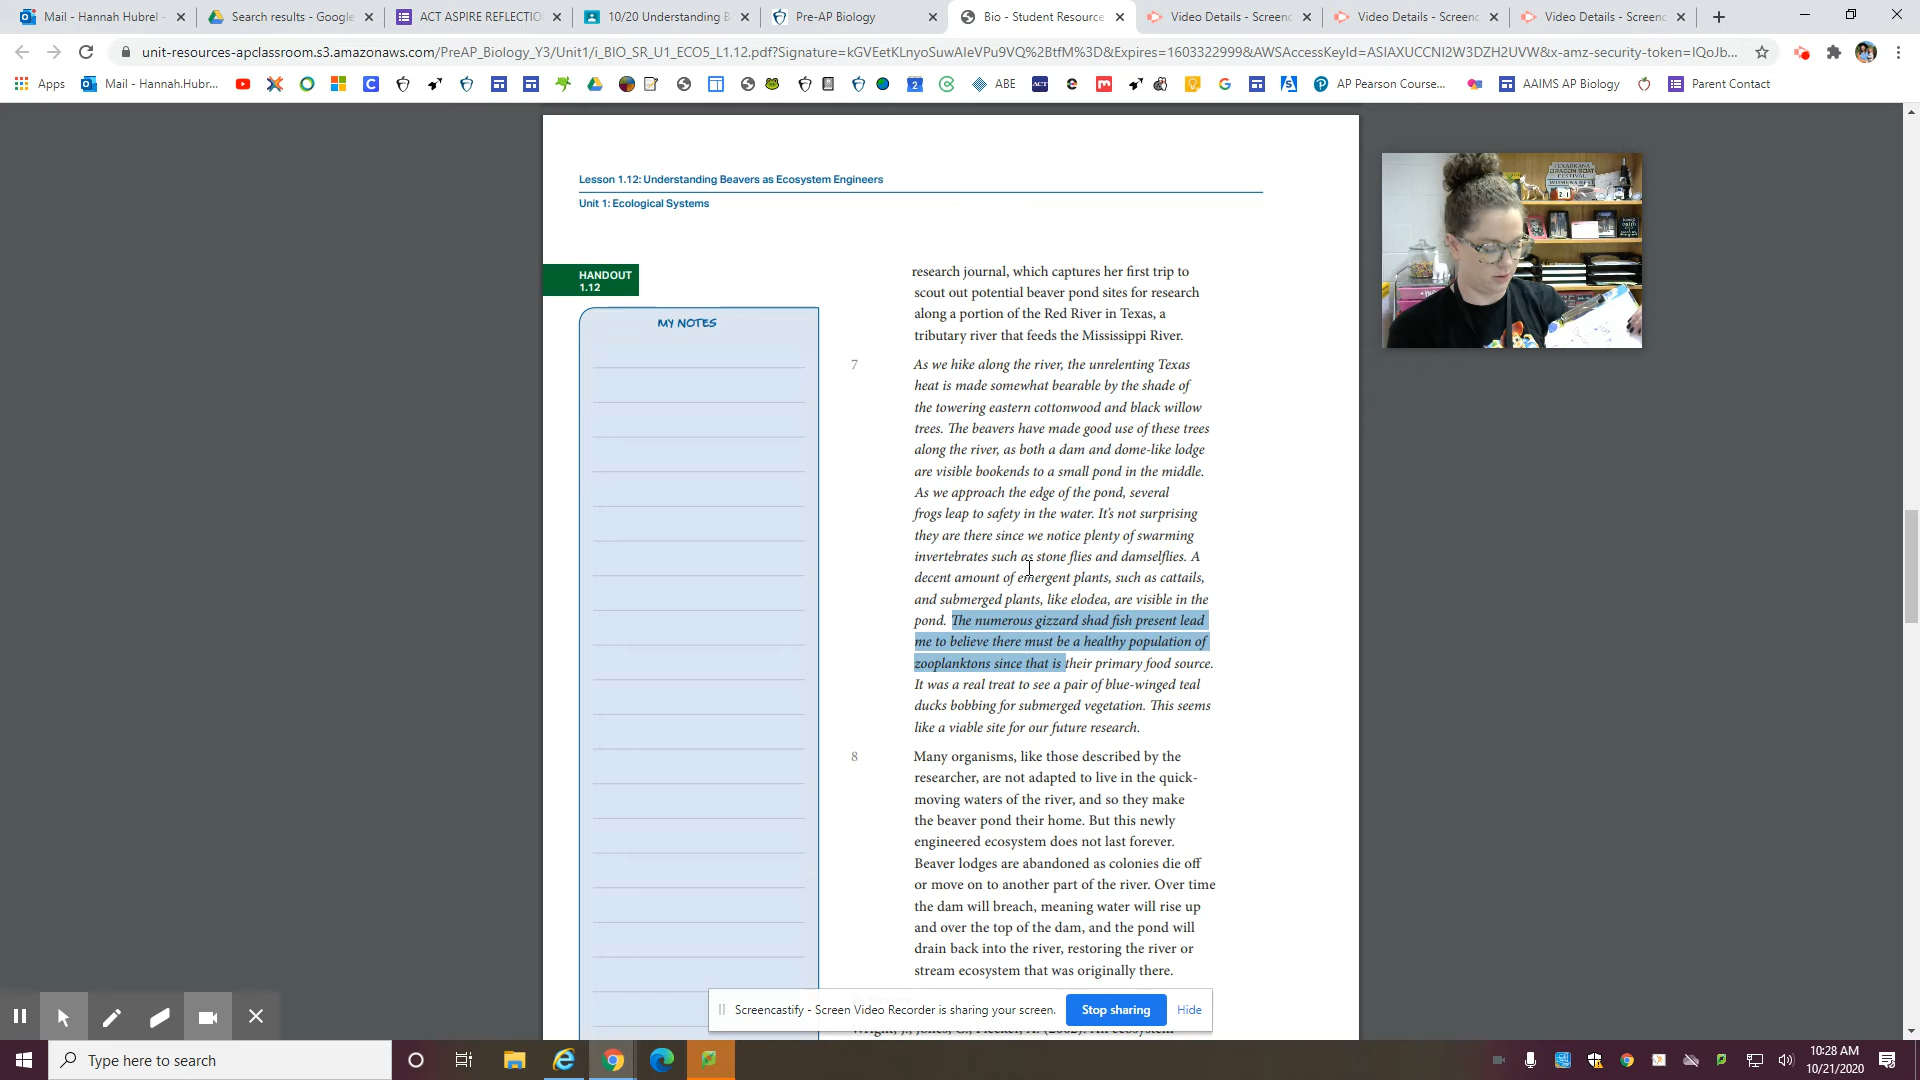 Mail - Hannah Hubrel -
Search results - Google
ACT ASPIRE REFLECTIO
10/20 Understanding B
Pre-AP Biology
Bio - Student Resource
Video Details - Screenc
Video Details - Screenc
Video Details - Screenc
unit-resources-apclassroom.s3.amazonaws.com/PreAP_Biology_Y3/Unit1/i_BIO_SR_U1_ECO5_L1.12.pdf?Signature=kGVEetKLnyoSuwAIeVPu9VQ%2BtfM%3D&Expires=1603322999&AWSAccessKeyId=ASIAXUCCNI2W3DZH2UVW&x-amz-security-token=IQoJb...
Apps
Mail - Hannah.Hubr...
ABE
AP Pearson Course...
AAIMS AP Biology
Parent Contact
Lesson 1.12: Understanding Beavers as Ecosystem Engineers
Unit 1: Ecological Systems
HANDOUT
1.12
MY NOTES
research journal, which captures her first trip to
scout out potential beaver pond sites for research
along a portion of the Red River in Texas, a
tributary river that feeds the Mississippi River.
7
As we hike along the river, the unrelenting Texas
heat is made somewhat bearable by the shade of
the towering eastern cottonwood and black willow
trees. The beavers have made good use of these trees
along the river, as both a dam and dome-like lodge
are visible bookends to a small pond in the middle.
As we approach the edge of the pond, several
frogs leap to safety in the water. It's not surprising
they are there since we notice plenty of swarming
invertebrates such as stone flies and damselflies. A
decent amount of emergent plants, such as cattails,
and submerged plants, like elodea, are visible in the
pond. The numerous gizzard shad fish present lead
me to believe there must be a healthy population of
zooplanktons since that is their primary food source.
It was a real treat to see a pair of blue-winged teal
ducks bobbing for submerged vegetation. This seems
like a viable site for our future research.
8
Many organisms, like those described by the
researcher, are not adapted to live in the quick-
moving waters of the river, and so they make
the beaver pond their home. But this newly
engineered ecosystem does not last forever.
Beaver lodges are abandoned as colonies die off
or move on to another part of the river. Over time
the dam will breach, meaning water will rise up
and over the top of the dam, and the pond will
drain back into the river, restoring the river or
stream ecosystem that was originally there.
Screencastify - Screen Video Recorder is sharing your screen.
Stop sharing
Hide
Type here to search
10:28 AM
10/21/2020